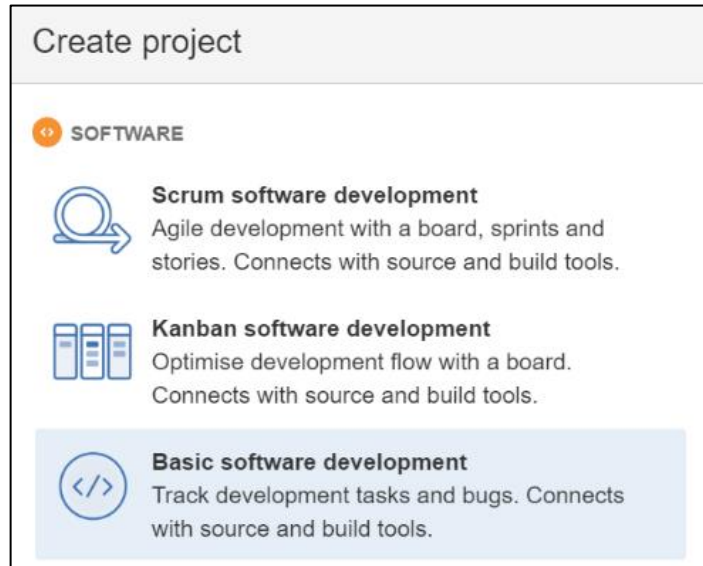 Create project
SOFTWARE
Scrum software development
Agile development with a board, sprints and
stories. Connects with source and build tools.
Kanban software development
Optimise development flow with a board.
Connects with source and build tools.
Basic software development
Track development tasks and bugs. Connects
with source and build tools.